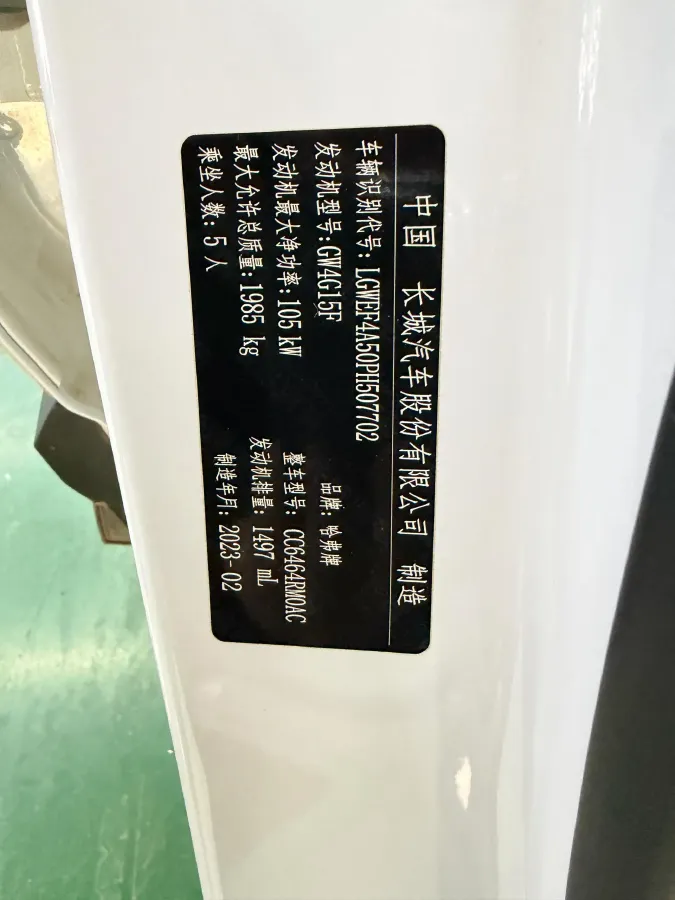 中国 长城汽车股份有限公司 制造
车辆识别代号: LGWEF4A50PH507702
发动机型号: GW4G15F 品牌: 哈弗牌
发动机最大净功率: 105 kW 整车型号: CC6464RM0AC
最大允许总质量: 1985 kg 发动机排量: 1497 mL
乘坐人数: 5 人 制造年月: 2023-02